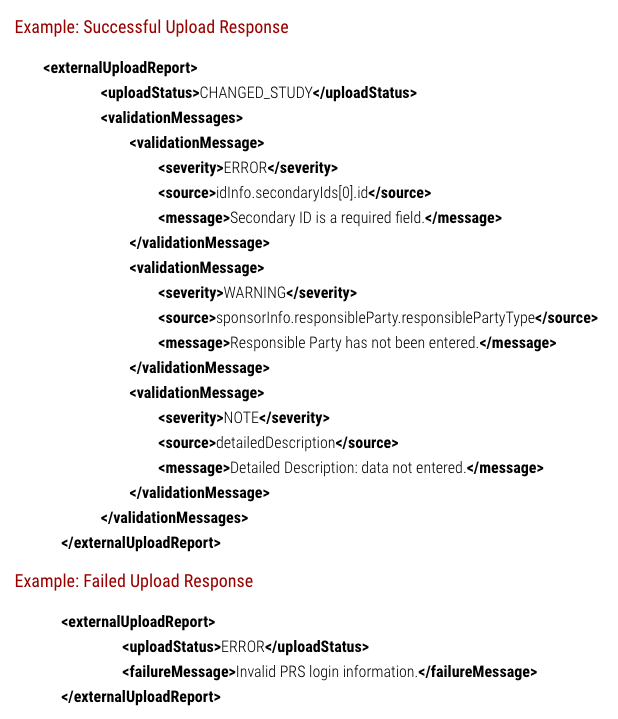 Example: Successful Upload Response
<externalUploadReport>
<uploadStatus>CHANGED_STUDY</uploadStatus>
<validationMessages>
<validationMessage>
<severity>ERROR</severity>
<source>idInfo.secondaryIds[0].id</source>
<message>Secondary ID is a required field.</message>
</validationMessage>
<validationMessage>
<severity>WARNING</severity>
<source>sponsorInfo.responsibleParty.responsiblePartyType</source>
<message>Responsible Party has not been entered.</message>
</validationMessage>
<validationMessage>
<severity>NOTE</severity>
<source>detailedDescription</source>
<message>Detailed Description: data not entered.</message>
</validationMessage>
</validationMessages>
</externalUploadReport>
Example: Failed Upload Response
<externalUploadReport>
<uploadStatus>ERROR</uploadStatus>
<failureMessage>Invalid PRS login information.</failureMessage>
</externalUploadReport>